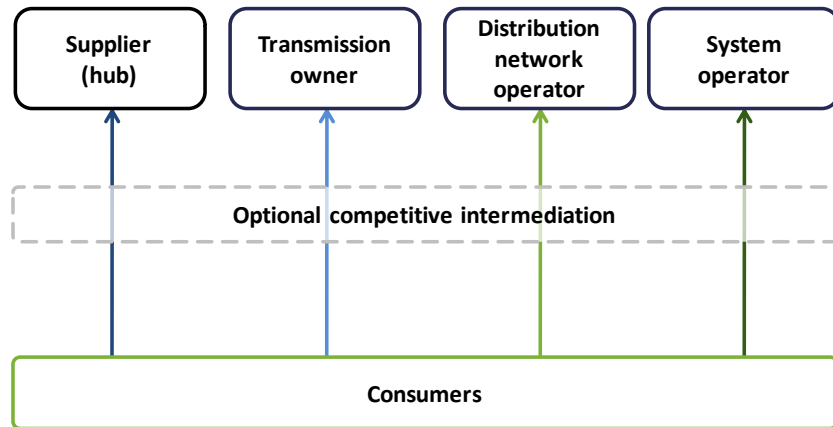 Supplier
(hub)
Transmission
owner
Distribution
network
operator
System
operator
Optional competitive intermediation
Consumers